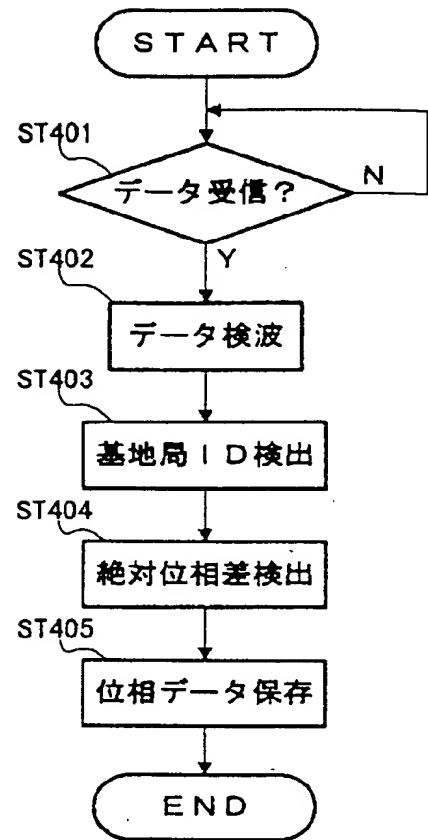 START
ST401
データ受信?
N
Y
ST402
データ検波
ST403
基地局ID検出
ST404
絶対位相差検出
ST405
位相データ保存
END